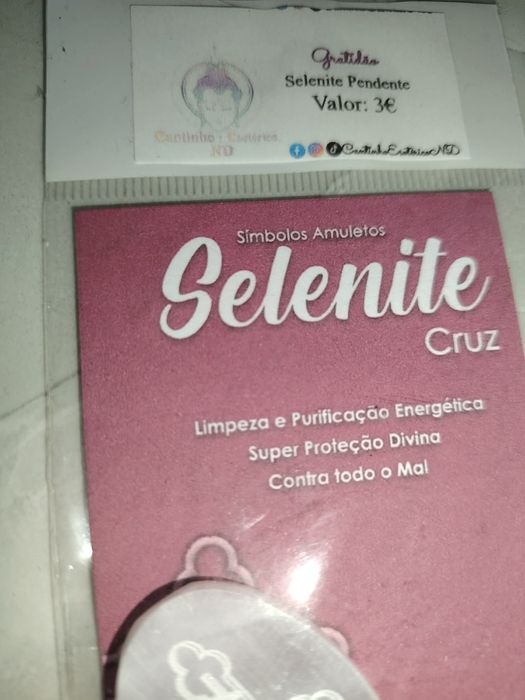 Gratidão
Selenite Pendente
Valor: 3€
Cantinho Esotérico
ND
CantinhoEsotericoND
Símbolos Amuletos
Selenite
Cruz
Limpeza e Purificação Energética
Super Proteção Divina
Contra todo o Mal